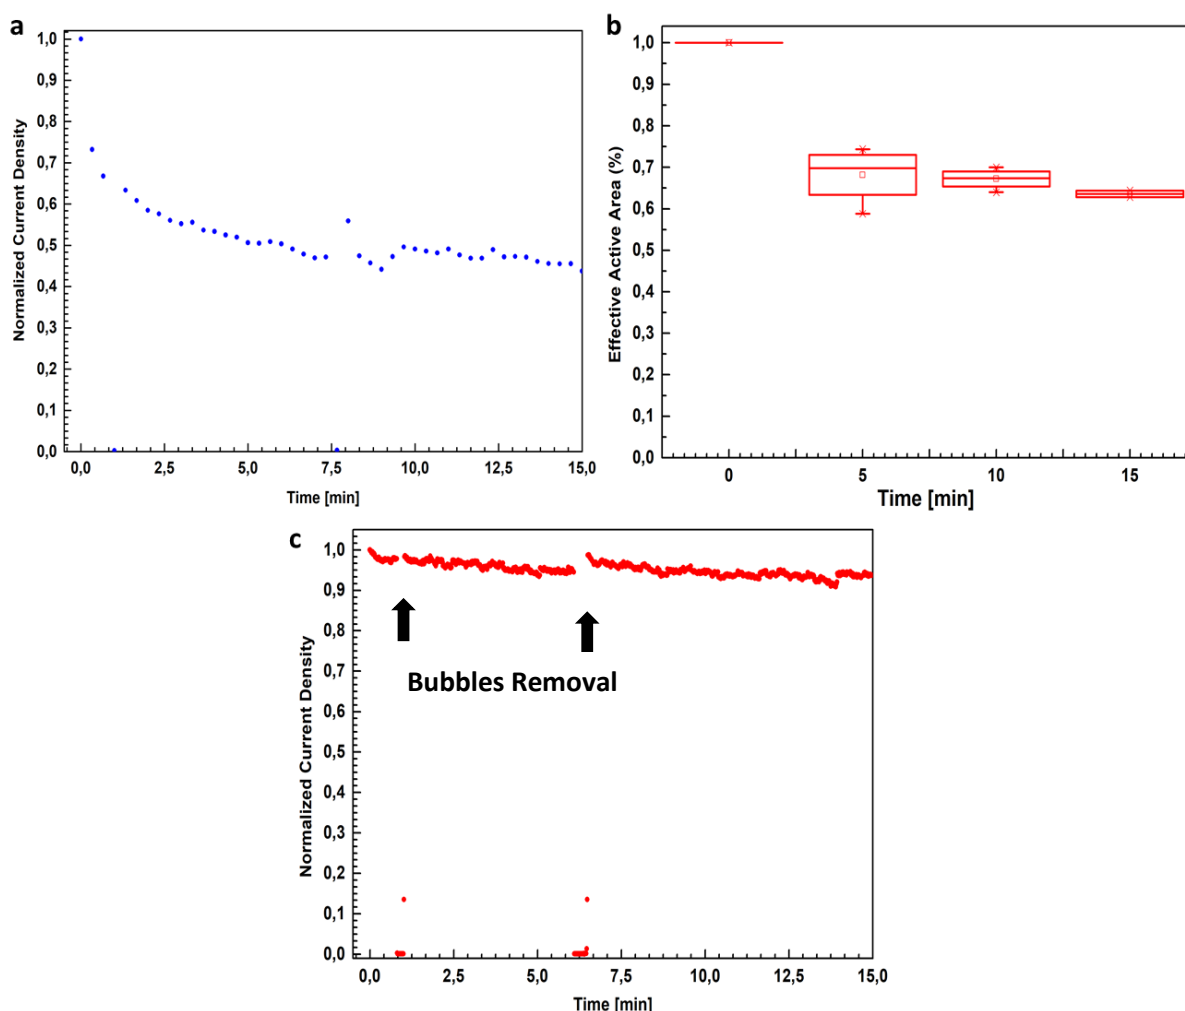 a
1,0
0,9
0,8
0,7
0,6
0,5
0,4
0,3
0,2
0,1
0,0
Normalized Current Density
0,0 2,5 5,0 7,5 10,0 12,5 15,0
Time [min]
b
1,0
0,9
0,8
0,7
0,6
0,5
0,4
0,3
0,2
0,1
0,0
Effective Active Area (%)
0 5 10 15
Time [min]
c
1,0
0,9
0,8
0,7
0,6
0,5
0,4
0,3
0,2
0,1
0,0
Normalized Current Density
Bubbles Removal
0,0 2,5 5,0 7,5 10,0 12,5 15,0
Time [min]